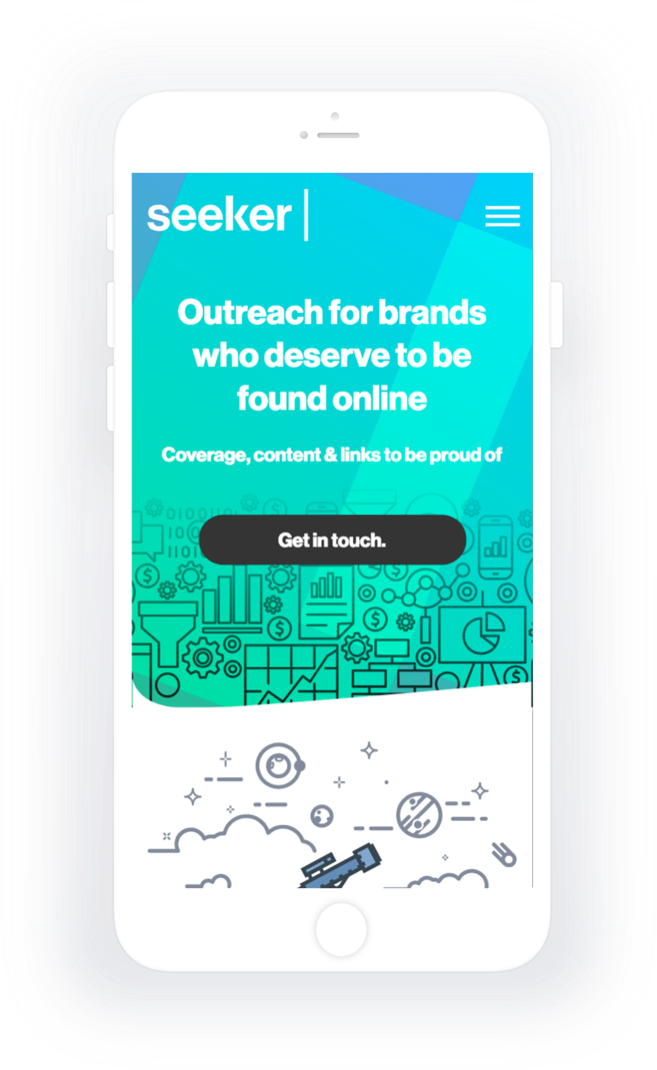 seeker
Outreach for brands
who deserve to be
found online
Coverage, content & links to be proud of
Get in touch.